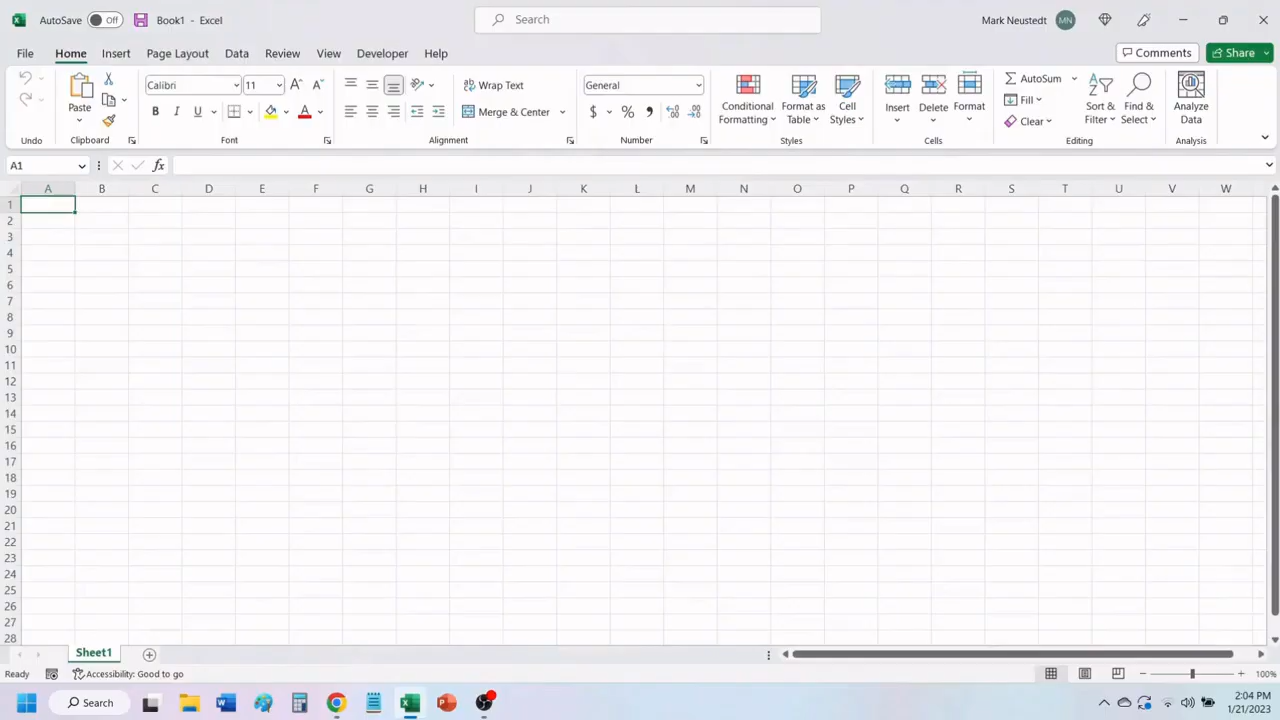 AutoSave Off Book1 - Excel Search Mark Neustedt MN
File Home Insert Page Layout Data Review View Developer Help Comments Share
Paste Calibri 11 Wrap Text General Conditional Formatting Format as Table Cell Styles Insert Delete Format AutoSum Sort & Filter Find & Select Analyze Data
B I U Merge & Center $ % , Fill
Clear
Undo Clipboard Font Alignment Number Styles Cells Editing Analysis
A1 fx
A B C D E F G H I J K L M N O P Q R S T U V W
1
2
3
4
5
6
7
8
9
10
11
12
13
14
15
16
17
18
19
20
21
22
23
24
25
26
27
28
Sheet1
Ready Accessibility: Good to go 100%
Search 2:04 PM
1/21/2023